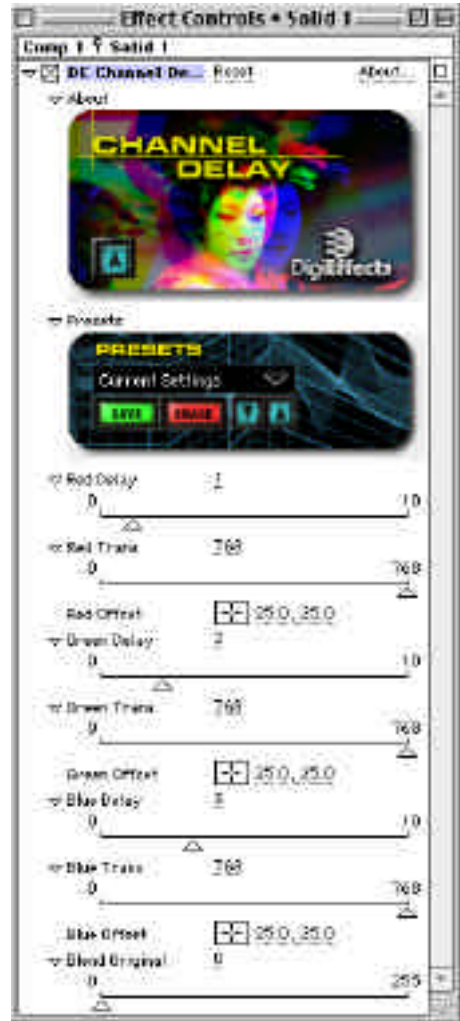 Effect Controls • Solid 1
Comp 1 • Solid 1
DC Channel De... Reset About...
About
CHANNEL
DELAY
A
DigiEffects
Presets
PRESETS
Current Settings
SAVE ERASE
Red Delay 1
0 10
Red Trans 768
0 768
Red Offset 25.0, 25.0
Green Delay 2
0 10
Green Trans 768
0 768
Green Offset 25.0, 25.0
Blue Delay 3
0 10
Blue Trans 768
0 768
Blue Offset 25.0, 25.0
Blend Original 0
0 255